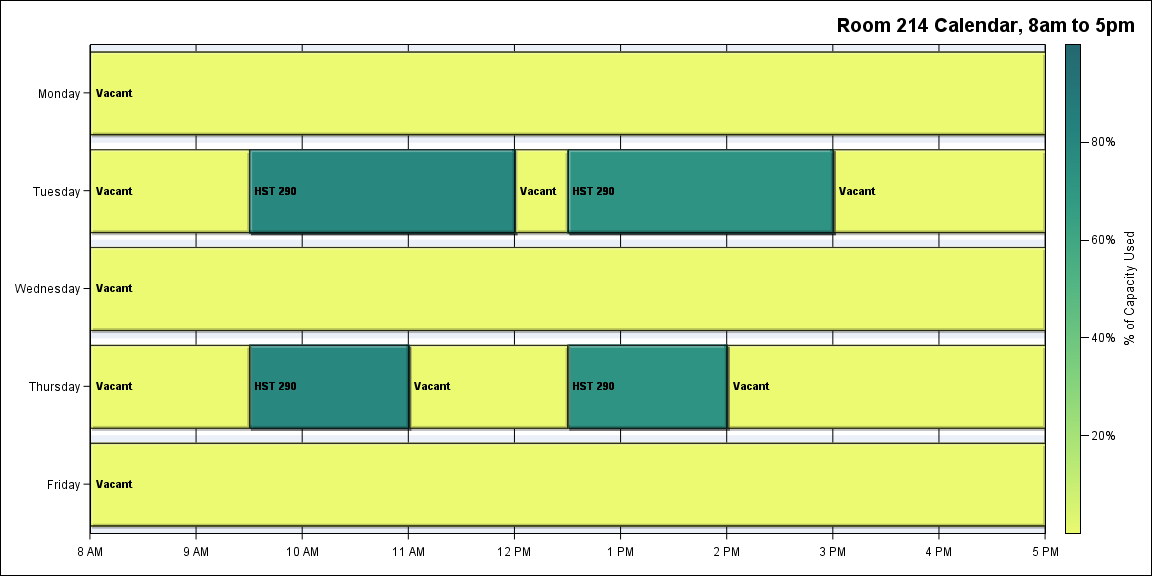 Room 214 Calendar, 8am to 5pm
Monday
Vacant
Tuesday
Vacant
HST 290
Vacant
HST 290
Vacant
Wednesday
Vacant
Thursday
Vacant
HST 290
Vacant
HST 290
Vacant
Friday
Vacant
8 AM
9 AM
10 AM
11 AM
12 PM
1 PM
2 PM
3 PM
4 PM
5 PM
80%
60%
40%
20%
% of Capacity Used